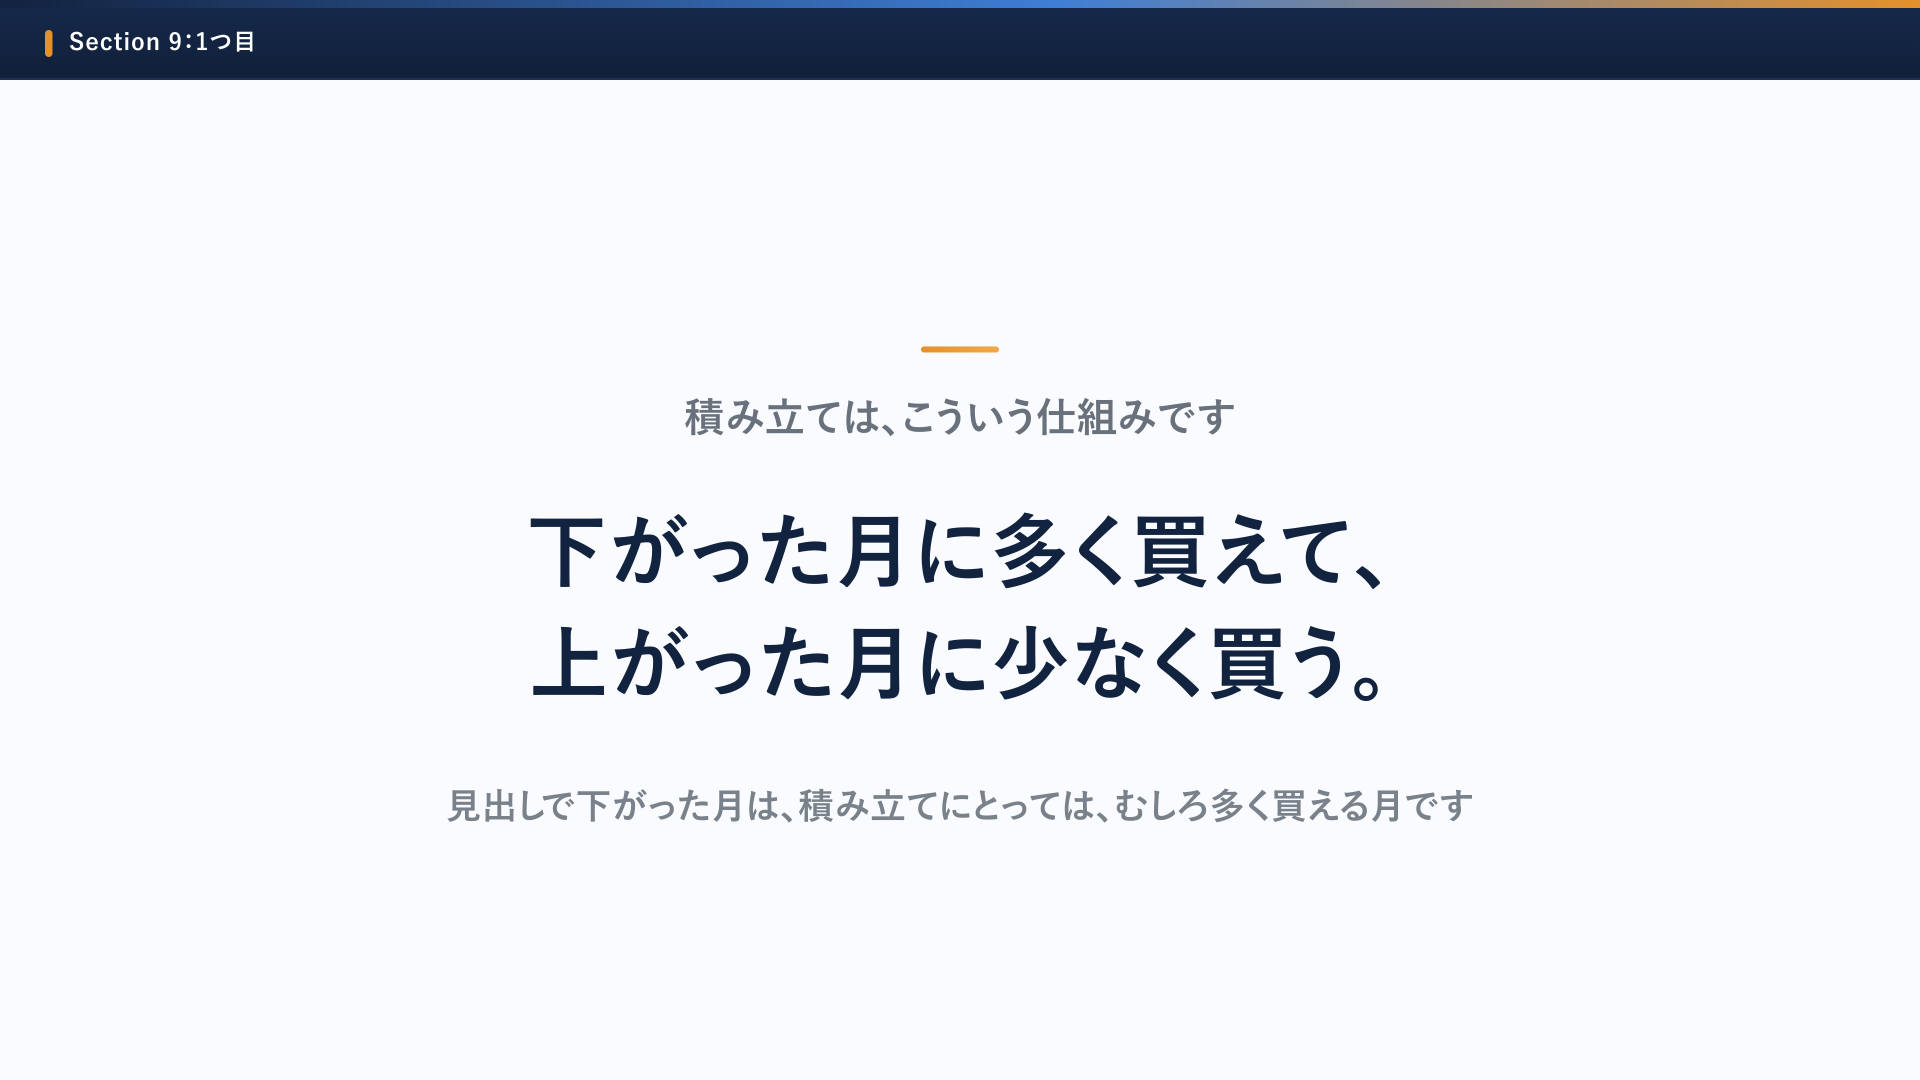 Section 9：1つ目
積み立ては、こういう仕組みです
下がった月に多く買えて、
上がった月に少なく買う。
見出しで下がった月は、積み立てにとっては、むしろ多く買える月です